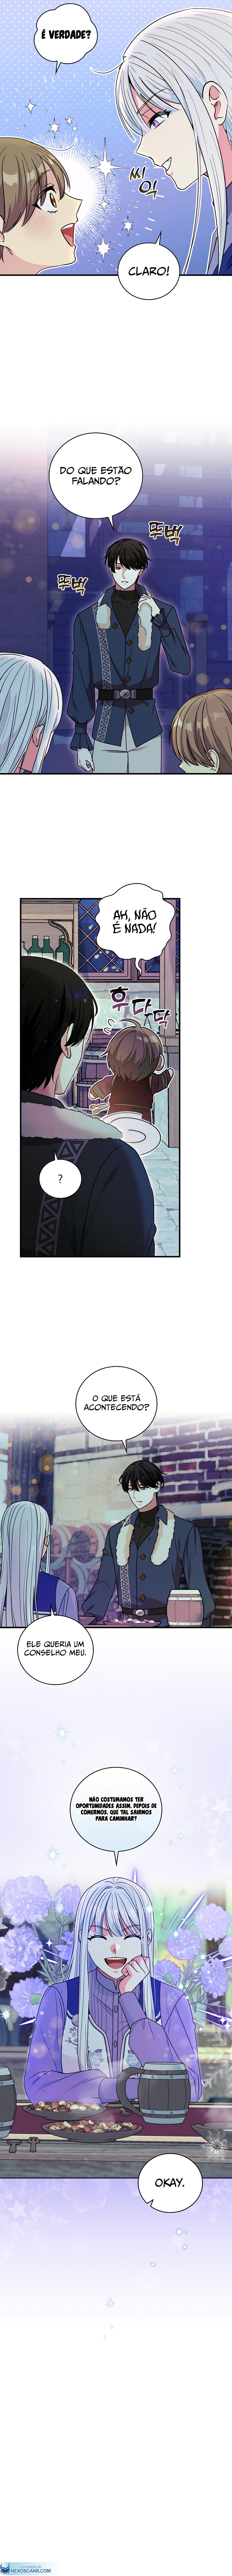 É VERDADE?
씨
익
CLARO!
DO QUE ESTÃO
FALANDO?
뚜벅
뚜벅
AH, NÃO
É NADA!
후다닥
?
O QUE ESTÁ
ACONTECENDO?
ELE QUERIA UM
CONSELHO MEU.
NÃO COSTUMAMOS TER
OPORTUNIDADES ASSIM. DEPOIS DE
COMERMOS, QUE TAL SAIRMOS
PARA CAMINHAR?
OKAY.
NEXOSCANS.COM